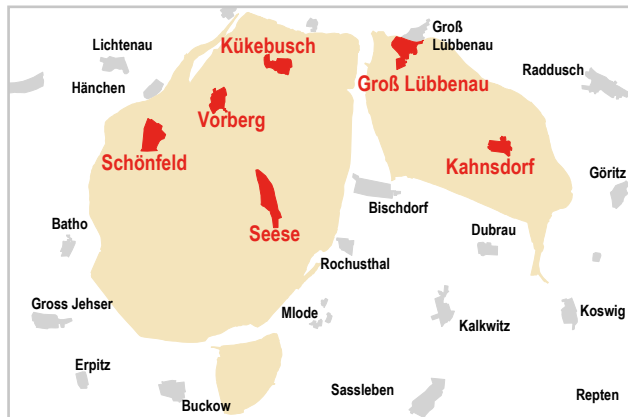 Groß
Lübbenau
Lichtenau
Kükebusch
Raddusch
Hänchen
Groß Lübbenau
Vorberg
Schönfeld
Kahnsdorf
Göritz
Bischdorf
Batho
Seese
Dubrau
Rochusthal
Gross Jehser
Mlode
Kalkwitz
Koswig
Erpitz
Sassleben
Repten
Buckow